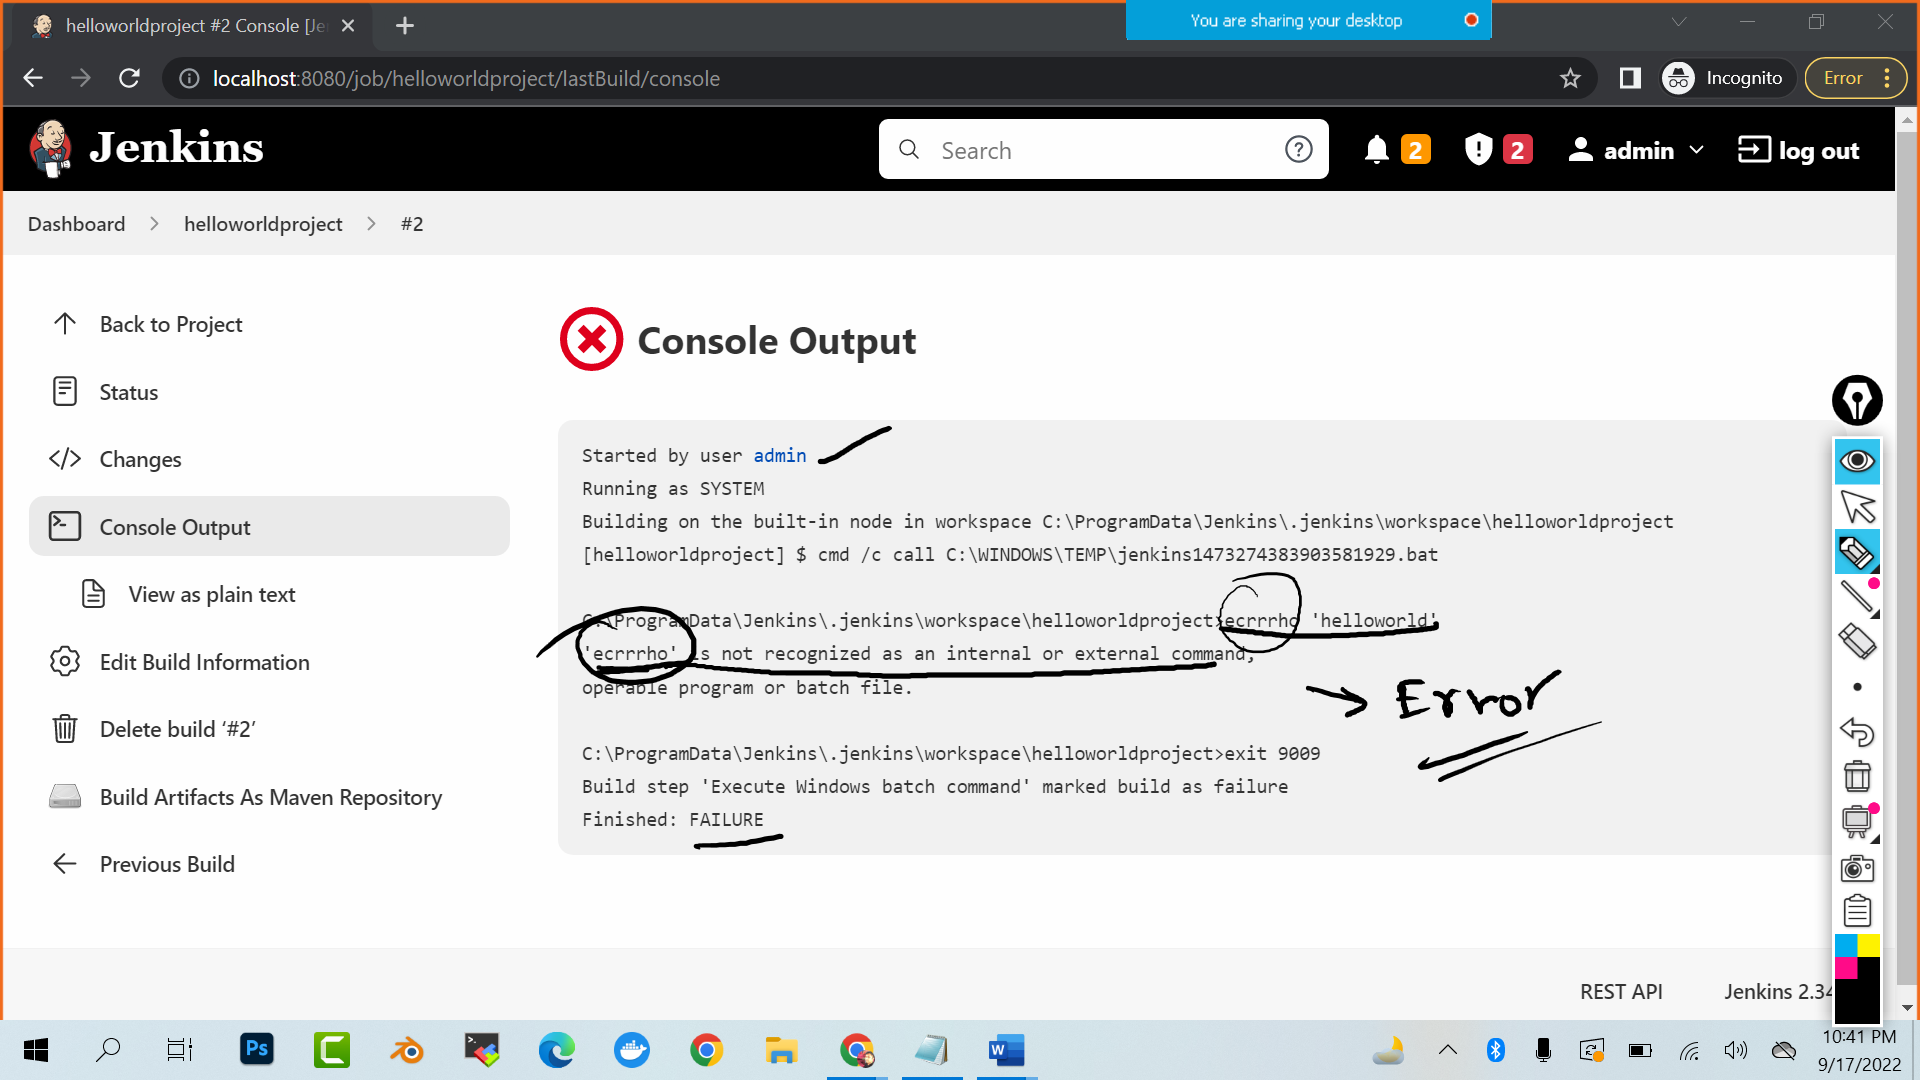 helloworldproject #2 Console [Je
You are sharing your desktop
localhost:8080/job/helloworldproject/lastBuild/console
Incognito
Error
Jenkins
Search
2
2
admin
log out
Dashboard
helloworldproject
#2
Back to Project
Status
Changes
Console Output
View as plain text
Edit Build Information
Delete build ‘#2’
Build Artifacts As Maven Repository
Previous Build
Console Output
Started by user admin
Running as SYSTEM
Building on the built-in node in workspace C:\ProgramData\Jenkins\.jenkins\workspace\helloworldproject
[helloworldproject] $ cmd /c call C:\WINDOWS\TEMP\jenkins1473274383903581929.bat
C:\ProgramData\Jenkins\.jenkins\workspace\helloworldproject>ecrrrho 'helloworld'
'ecrrrho' is not recognized as an internal or external command,
operable program or batch file.
Error
C:\ProgramData\Jenkins\.jenkins\workspace\helloworldproject>exit 9009
Build step 'Execute Windows batch command' marked build as failure
Finished: FAILURE
REST API
Jenkins 2.34
Ps
C
W
10:41 PM
9/17/2022